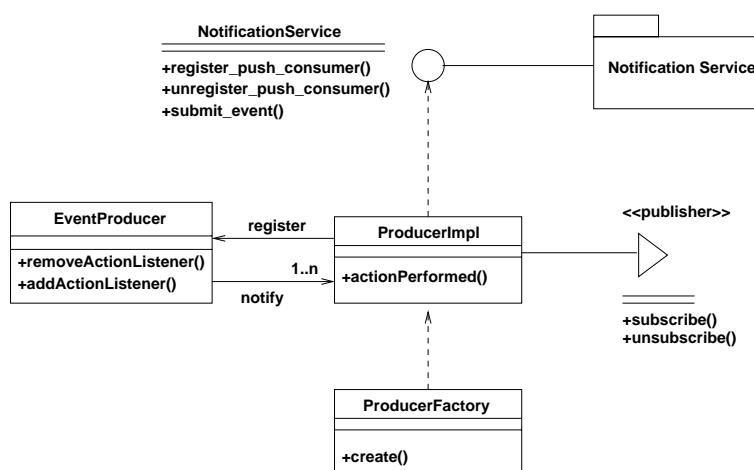 NotificationService
+register_push_consumer()
+unregister_push_consumer()
+submit_event()
Notification Service
EventProducer
+removeActionListener()
+addActionListener()
register
1..n
notify
ProducerImpl
+actionPerformed()
<<publisher>>
+subscribe()
+unsubscribe()
ProducerFactory
+create()